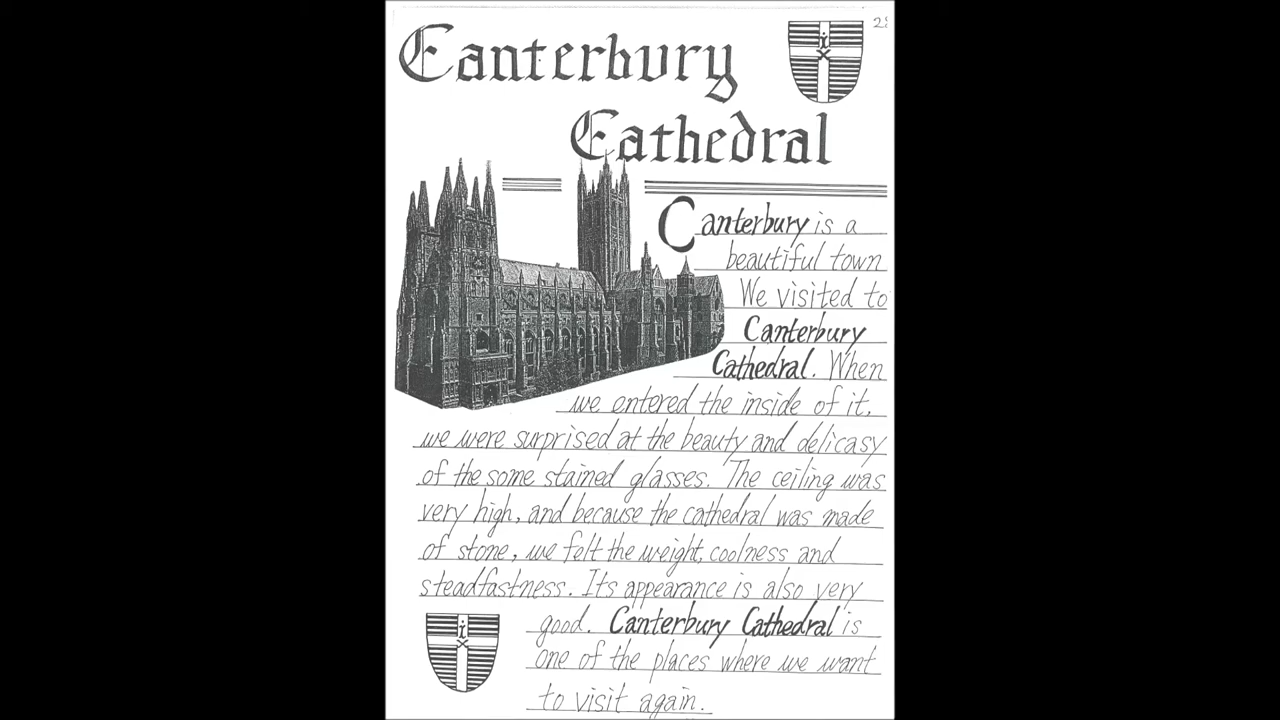 Canterbury
Cathedral
ix
Canterbury is a
beautiful town
We visited to
Canterbury
Cathedral. When
we entered the inside of it,
we were surprised at the beauty and delicasy
of the some stained glasses. The ceiling was
very high, and because the cathedral was made
of stone, we felt the weight, coolness and
steadfastness. Its appearance is also very
good. Canterbury Cathedral is
one of the places where we want
to visit again.
ix